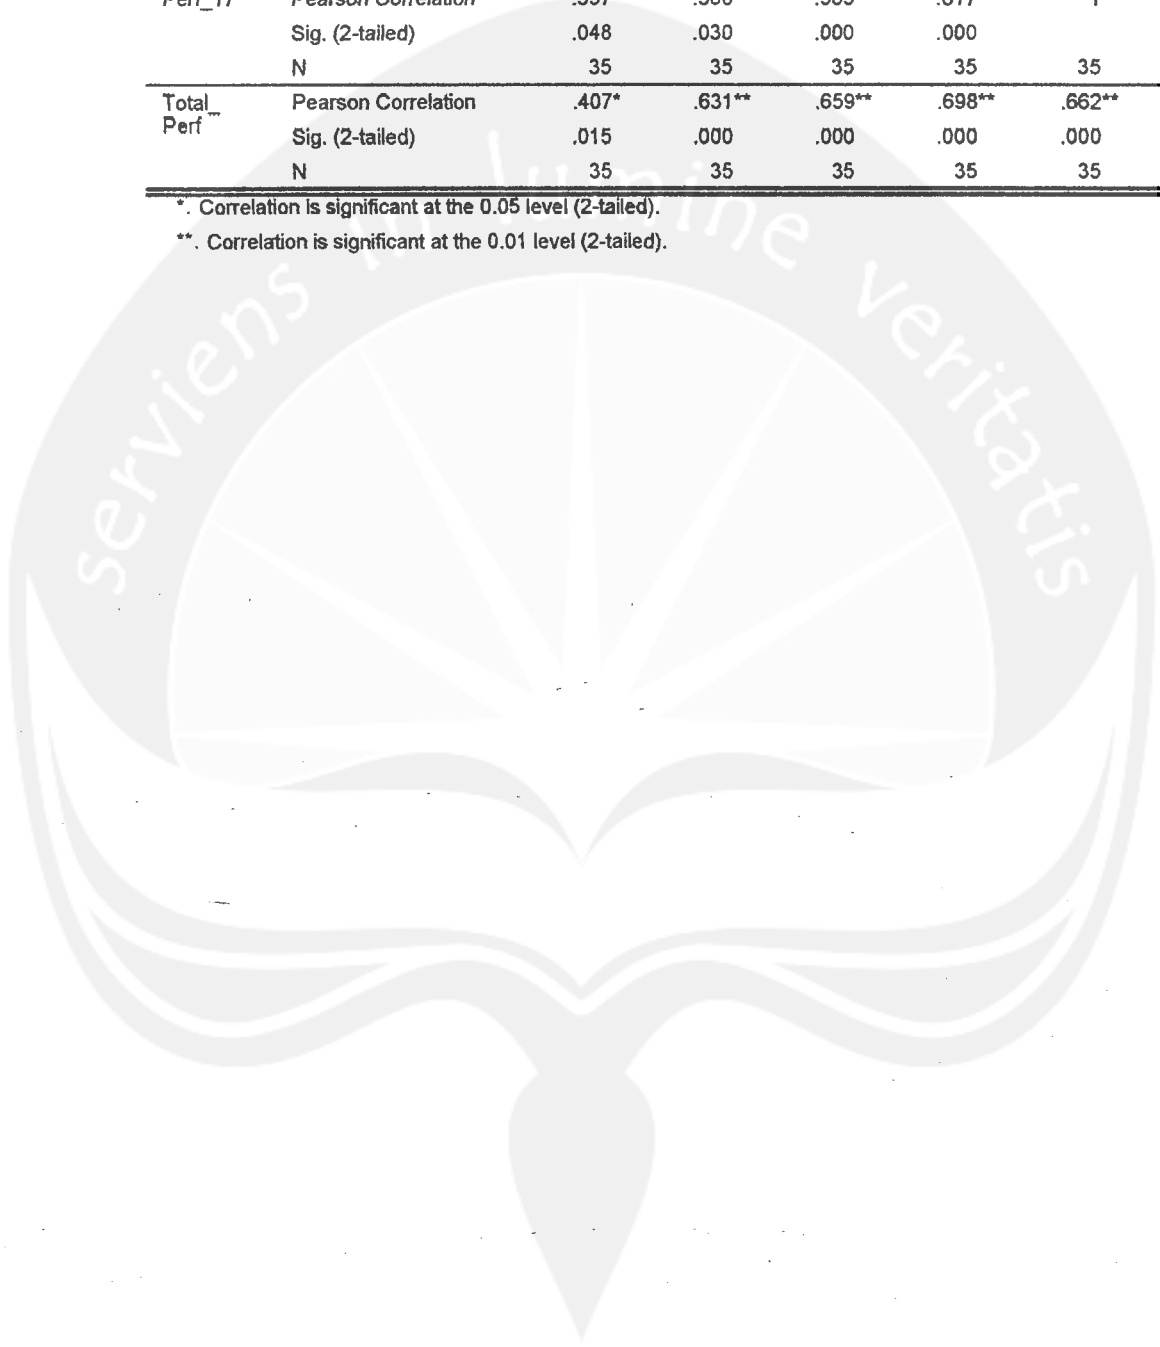 Pearson Correlation
Sig. (2-tailed) .048 .030 .000 .000
N 35 35 35 35 35
Total_ Pearson Correlation .407* .631** .659** .698** .662**
Perf
Sig. (2-tailed) .015 .000 .000 .000 .000
N 35 35 35 35 35
*. Correlation is significant at the 0.05 level (2-tailed).
**. Correlation is significant at the 0.01 level (2-tailed).
serviens in lumine veritatis